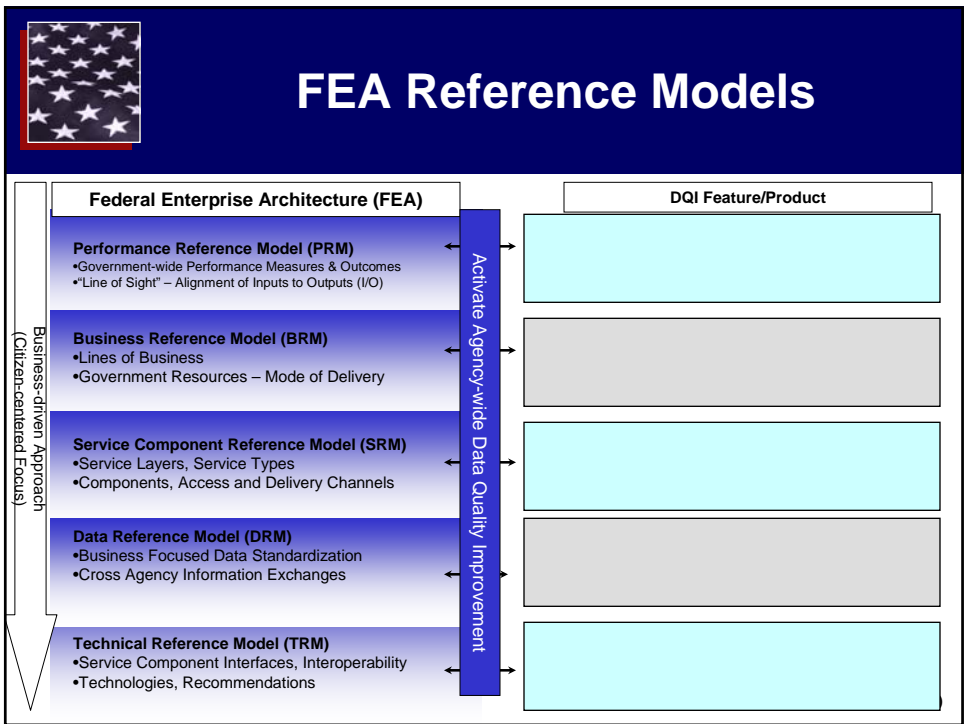 FEA Reference Models
Federal Enterprise Architecture (FEA)
DQI Feature/Product
Business-driven Approach
(Citizen-centered Focus)
Performance Reference Model (PRM)
•Government-wide Performance Measures & Outcomes
•“Line of Sight” – Alignment of Inputs to Outputs (I/O)
Business Reference Model (BRM)
•Lines of Business
•Government Resources – Mode of Delivery
Service Component Reference Model (SRM)
•Service Layers, Service Types
•Components, Access and Delivery Channels
Data Reference Model (DRM)
•Business Focused Data Standardization
•Cross Agency Information Exchanges
Technical Reference Model (TRM)
•Service Component Interfaces, Interoperability
•Technologies, Recommendations
Activate Agency-wide Data Quality Improvement